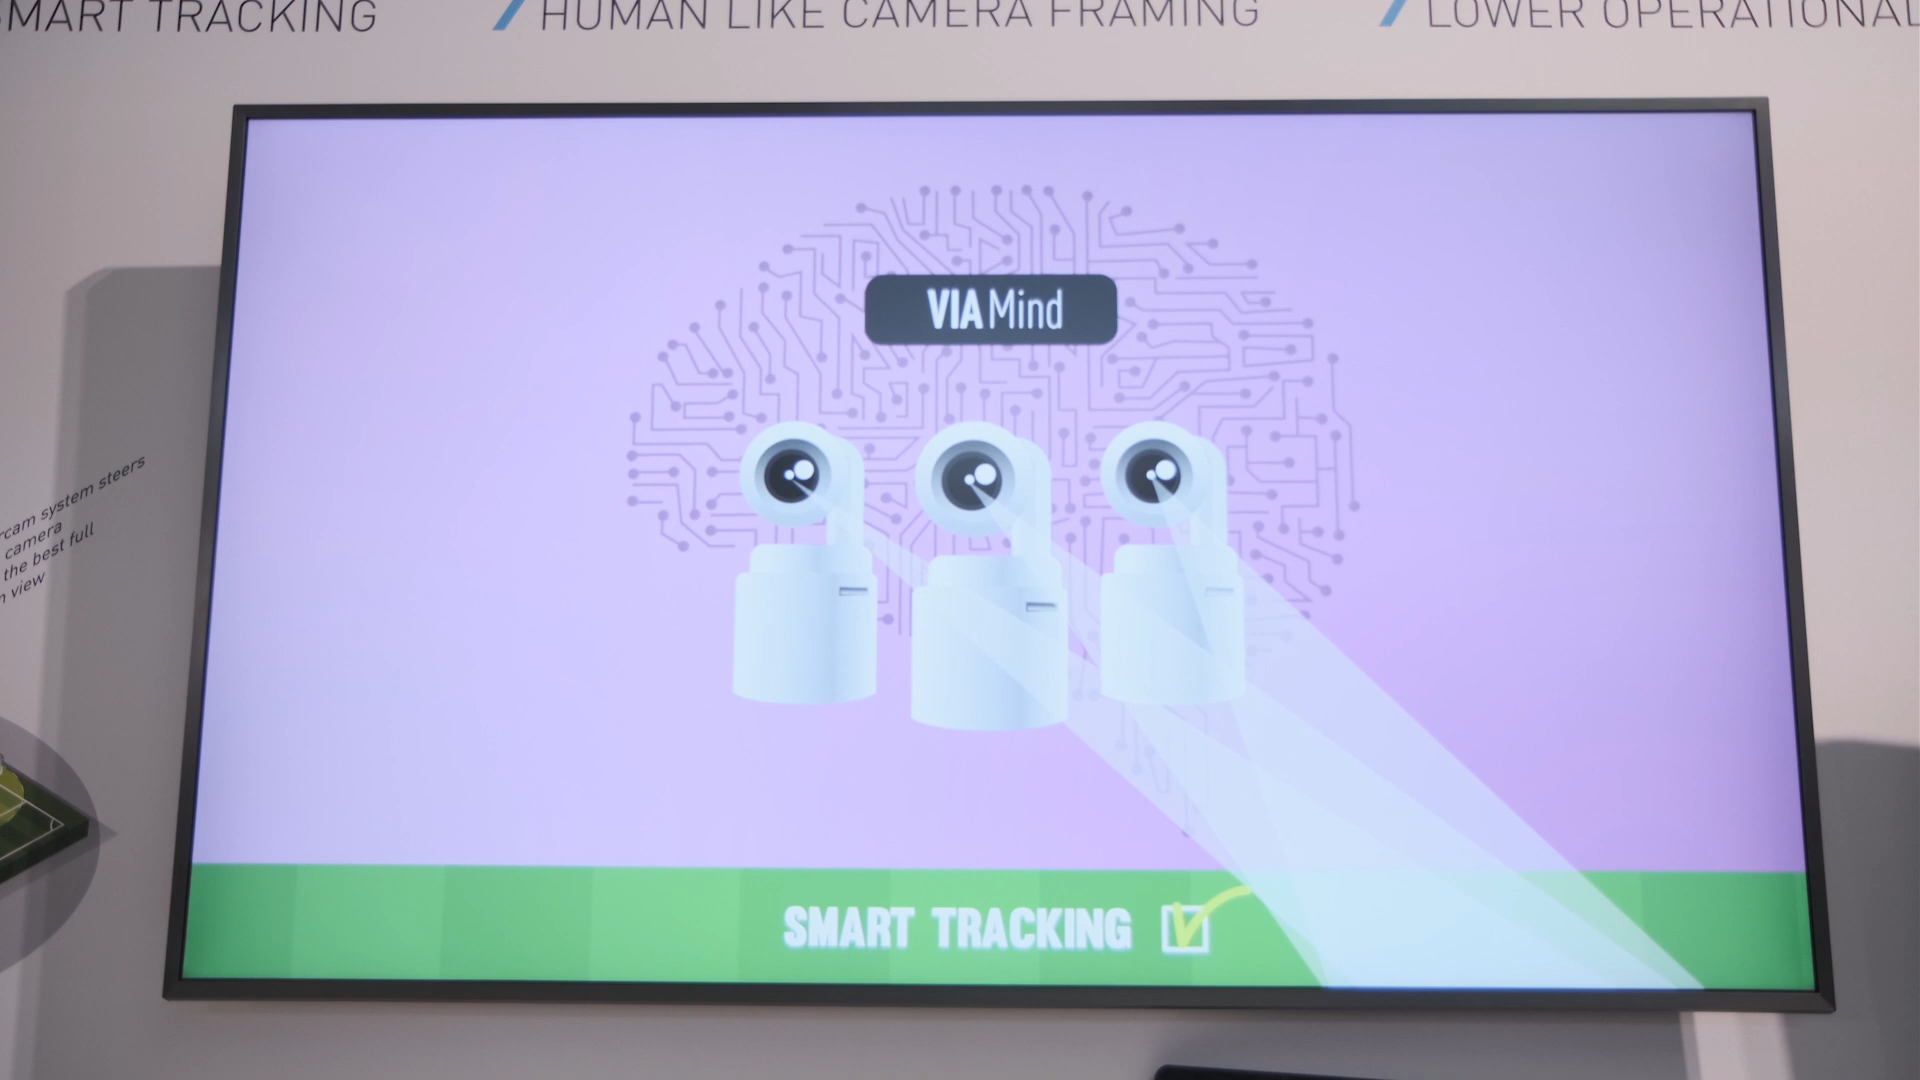 SMART TRACKING
HUMAN LIKE CAMERA FRAMING
LOWER OPERATIONAL
VIA Mind
system steers
camera
the best full
view
SMART TRACKING